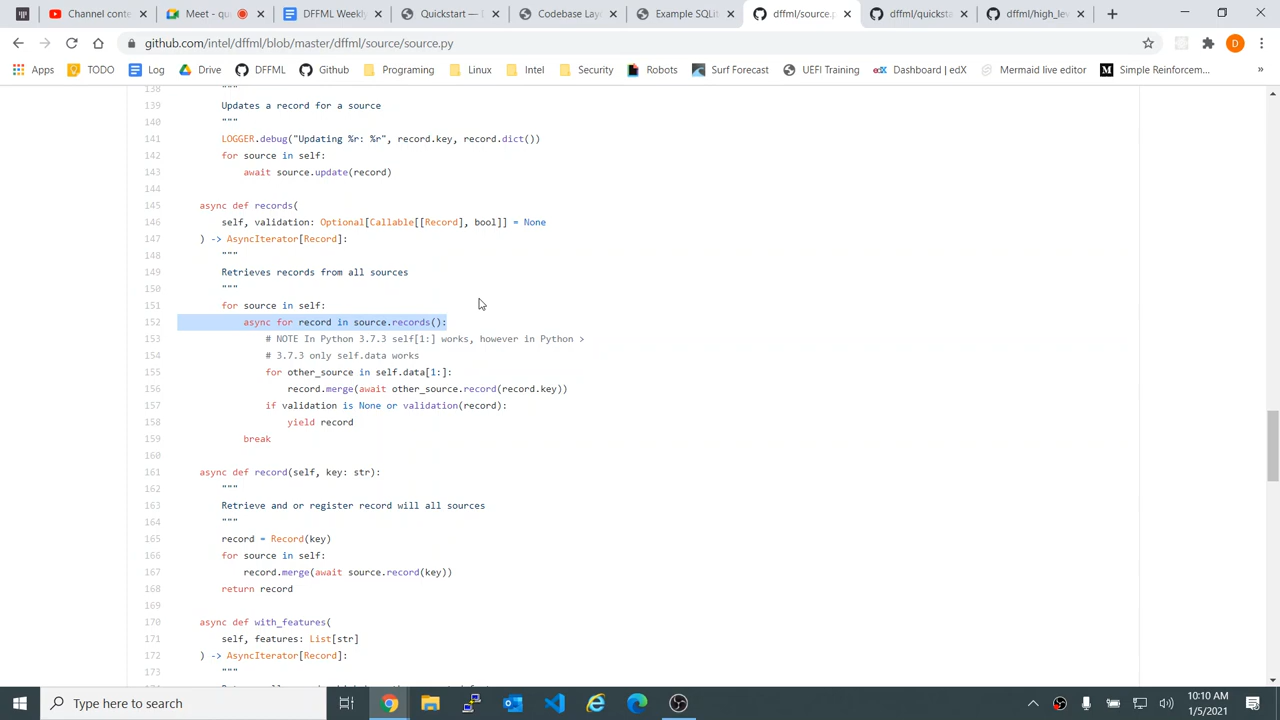 Channel conte
Meet -
DFFML Weekly
Quickstart — D
Codebase Layo
Example SQLit
dffml/source.p
dffml/quicksta
dffml/high_lev
github.com/intel/dffml/blob/master/dffml/source/source.py
D
Apps
TODO
Log
Drive
DFFML
Github
Programing
Linux
Intel
Security
Robots
Surf Forecast
UEFI Training
Dashboard | edX
Mermaid live editor
Simple Reinforcem...
»
138 """
139 Updates a record for a source
140 """
141 LOGGER.debug("Updating %r: %r", record.key, record.dict())
142 for source in self:
143 await source.update(record)
144
145 async def records(
146 self, validation: Optional[Callable[[Record], bool]] = None
147 ) -> AsyncIterator[Record]:
148 """
149 Retrieves records from all sources
150 """
151 for source in self:
152 async for record in source.records():
153 # NOTE In Python 3.7.3 self[1:] works, however in Python >
154 # 3.7.3 only self.data works
155 for other_source in self.data[1:]:
156 record.merge(await other_source.record(record.key))
157 if validation is None or validation(record):
158 yield record
159 break
160
161 async def record(self, key: str):
162 """
163 Retrieve and or register record will all sources
164 """
165 record = Record(key)
166 for source in self:
167 record.merge(await source.record(key))
168 return record
169
170 async def with_features(
171 self, features: List[str]
172 ) -> AsyncIterator[Record]:
173 """
Type here to search
10:10 AM
1/5/2021